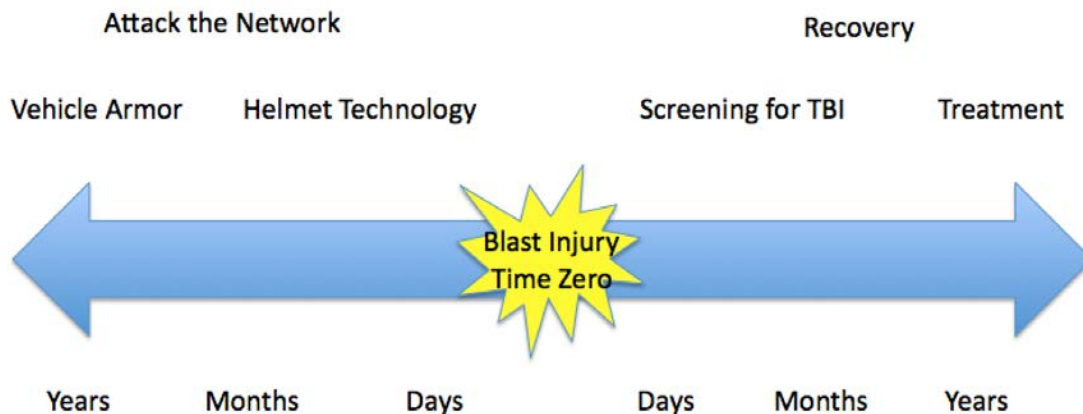 Attack the Network
Recovery
Vehicle Armor Helmet Technology Screening for TBI Treatment
Blast Injury
Time Zero
Years Months Days Days Months Years